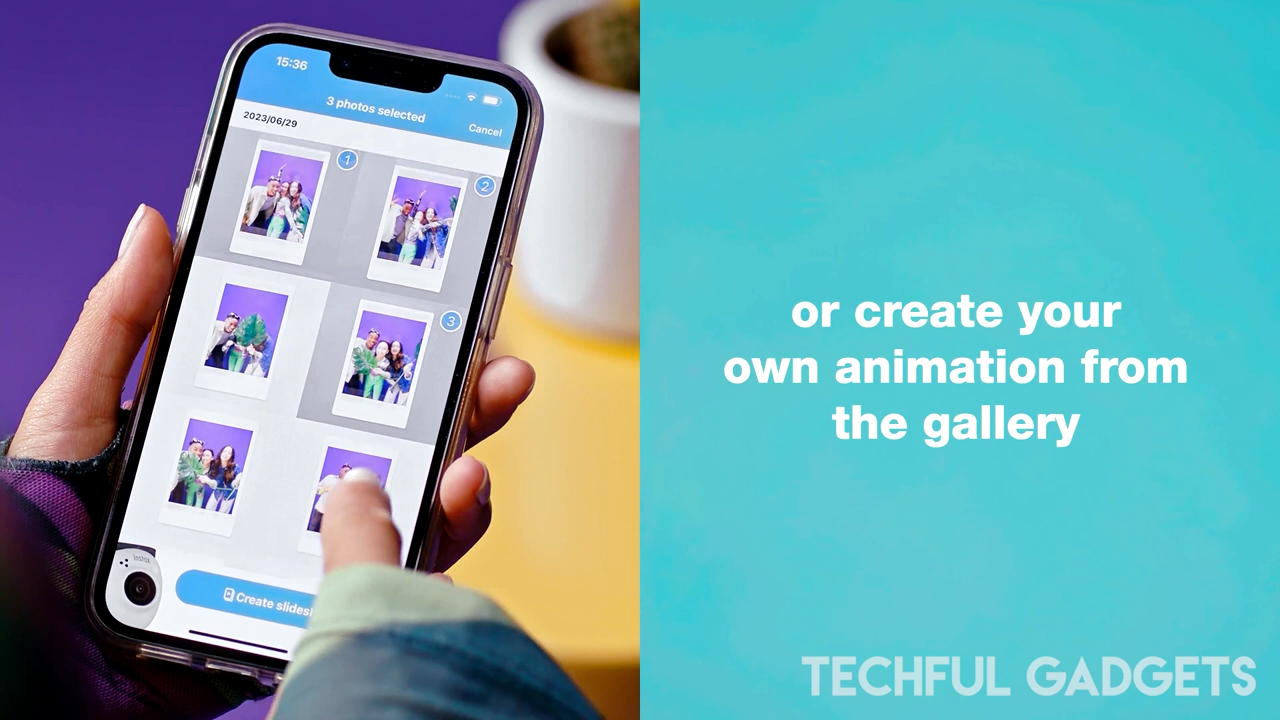 15:36
3 photos selected
Cancel
2023/06/29
1
2
3
instax
Create slides
or create your
own animation from
the gallery
TECHFUL GADGETS